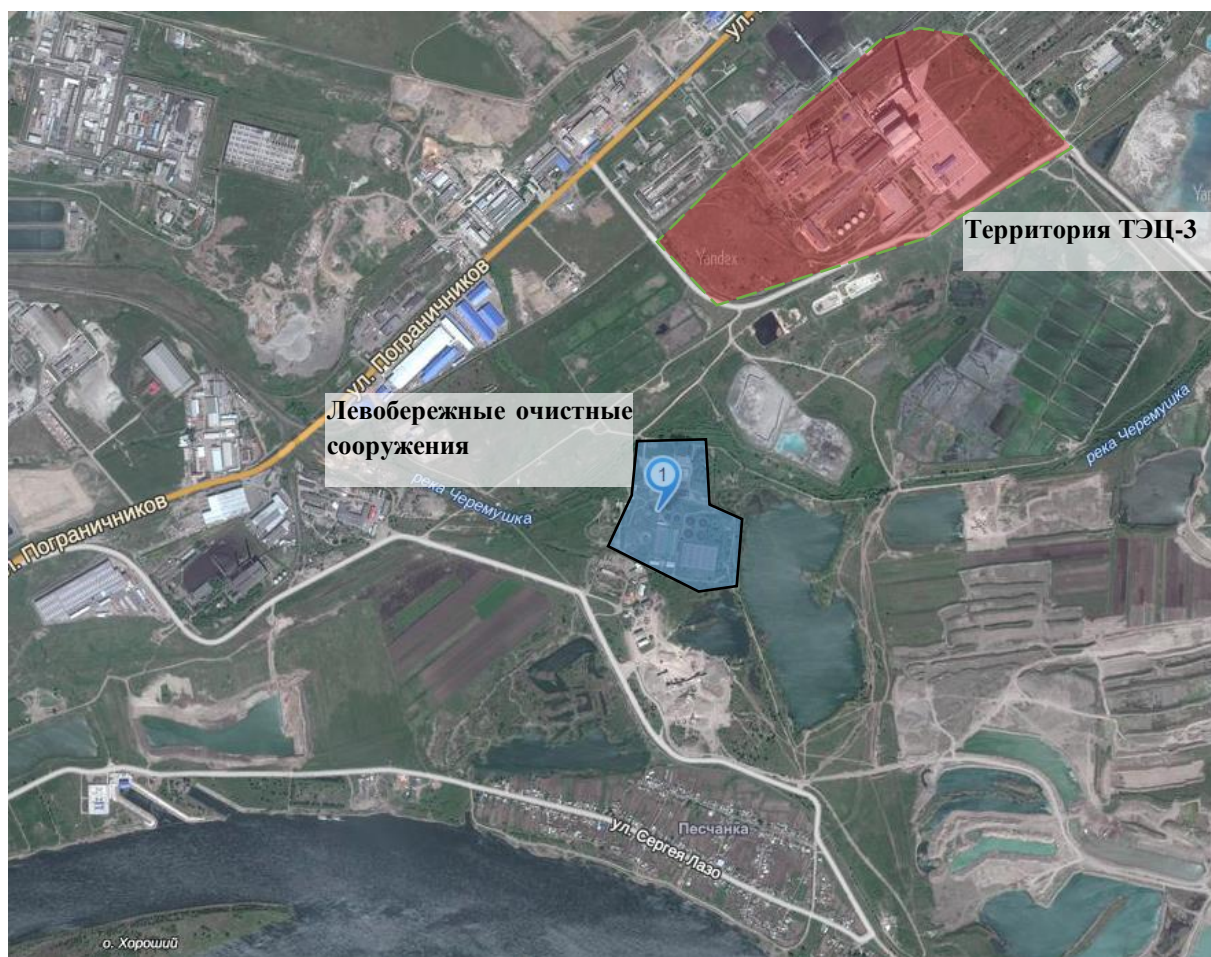 ул.
Территория ТЭЦ-3
Yandex
Yan
ул. Пограничников
Левобережные очистные
сооружения
1
река Черемушка
река Черемушка
л. Пограничников
ул. Сергея Лазо
Песчанка
о. Хороший